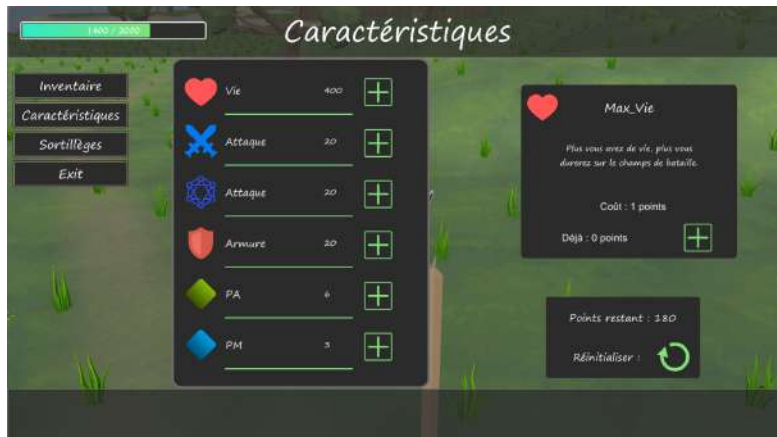 1400 / 2000
Caractéristiques
Inventaire
Caractéristiques
Sortillèges
Exit
Vie 400
Attaque 20
Attaque 20
Armure 20
PA 6
PM 3
Max_Vie
Plus vous avez de vie, plus vous
durerez sur le champs de bataille.
Coût : 1 points
Déjà : 0 points
Points restant : 180
Réinitialiser :